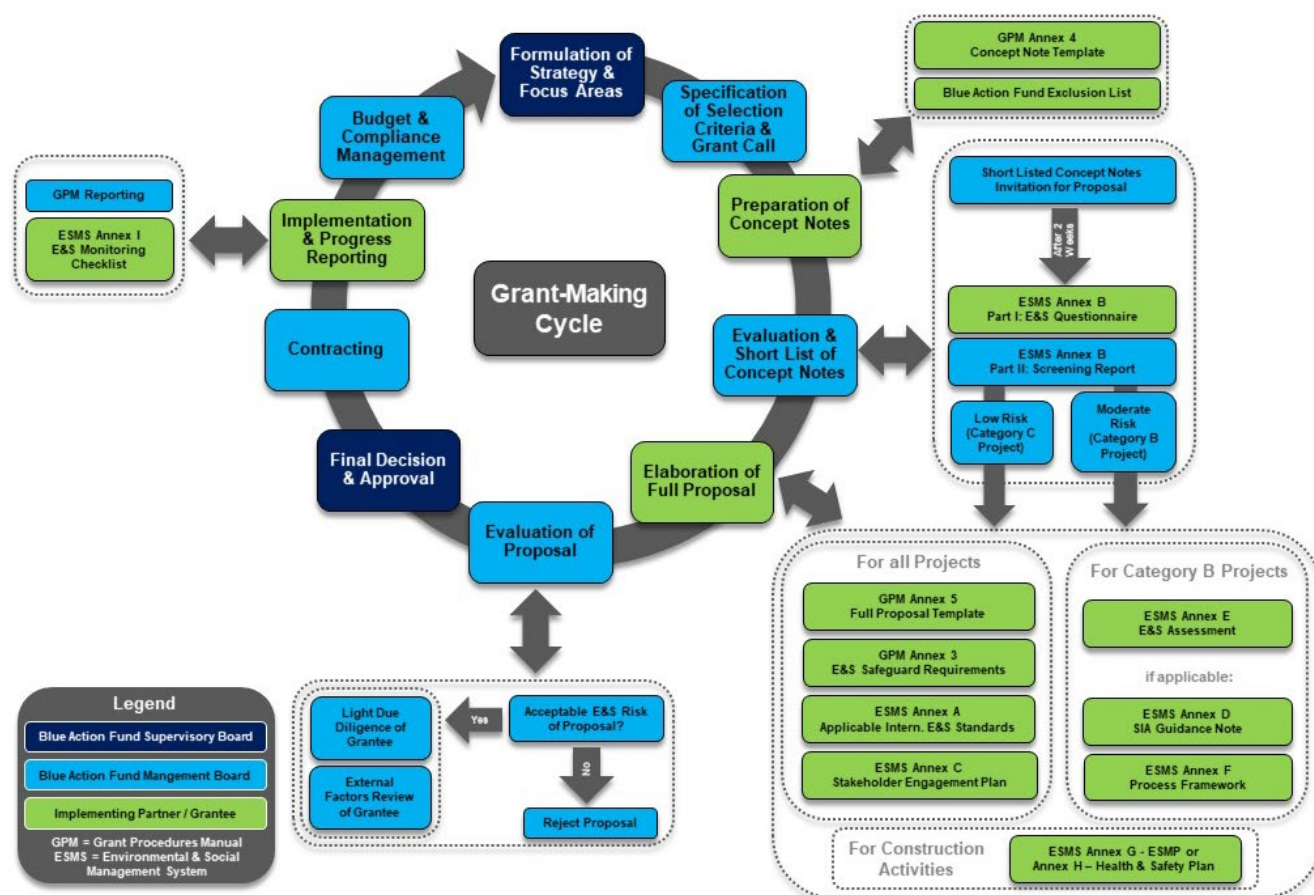 Formulation of
Strategy &
Focus Areas
Specification
of Selection
Criteria &
Grant Call
Preparation of
Concept Notes
Evaluation &
Short List of
Concept Notes
Elaboration of
Full Proposal
Evaluation of
Proposal
Final Decision
& Approval
Contracting
Implementation
& Progress
Reporting
Budget &
Compliance
Management
Grant-Making
Cycle
GPM Annex 4
Concept Note Template
Blue Action Fund Exclusion List
Short Listed Concept Notes
Invitation for Proposal
After 2
Weeks
ESMS Annex B
Part I: E&S Questionnaire
ESMS Annex B
Part II: Screening Report
Low Risk
(Category C
Project)
Moderate
Risk
(Category B
Project)
For all Projects
GPM Annex 5
Full Proposal Template
GPM Annex 3
E&S Safeguard Requirements
ESMS Annex A
Applicable Intern. E&S Standards
ESMS Annex C
Stakeholder Engagement Plan
For Category B Projects
ESMS Annex E
E&S Assessment
if applicable:
ESMS Annex D
SIA Guidance Note
ESMS Annex F
Process Framework
For Construction
Activities
ESMS Annex G - ESMP or
Annex H – Health & Safety Plan
GPM Reporting
ESMS Annex I
E&S Monitoring
Checklist
Light Due
Diligence of
Grantee
External
Factors Review
of Grantee
Yes
Acceptable E&S Risk
of Proposal?
No
Reject Proposal
Legend
Blue Action Fund Supervisory Board
Blue Action Fund Mangement Board
Implementing Partner / Grantee
GPM = Grant Procedures Manual
ESMS = Environmental & Social
Management System